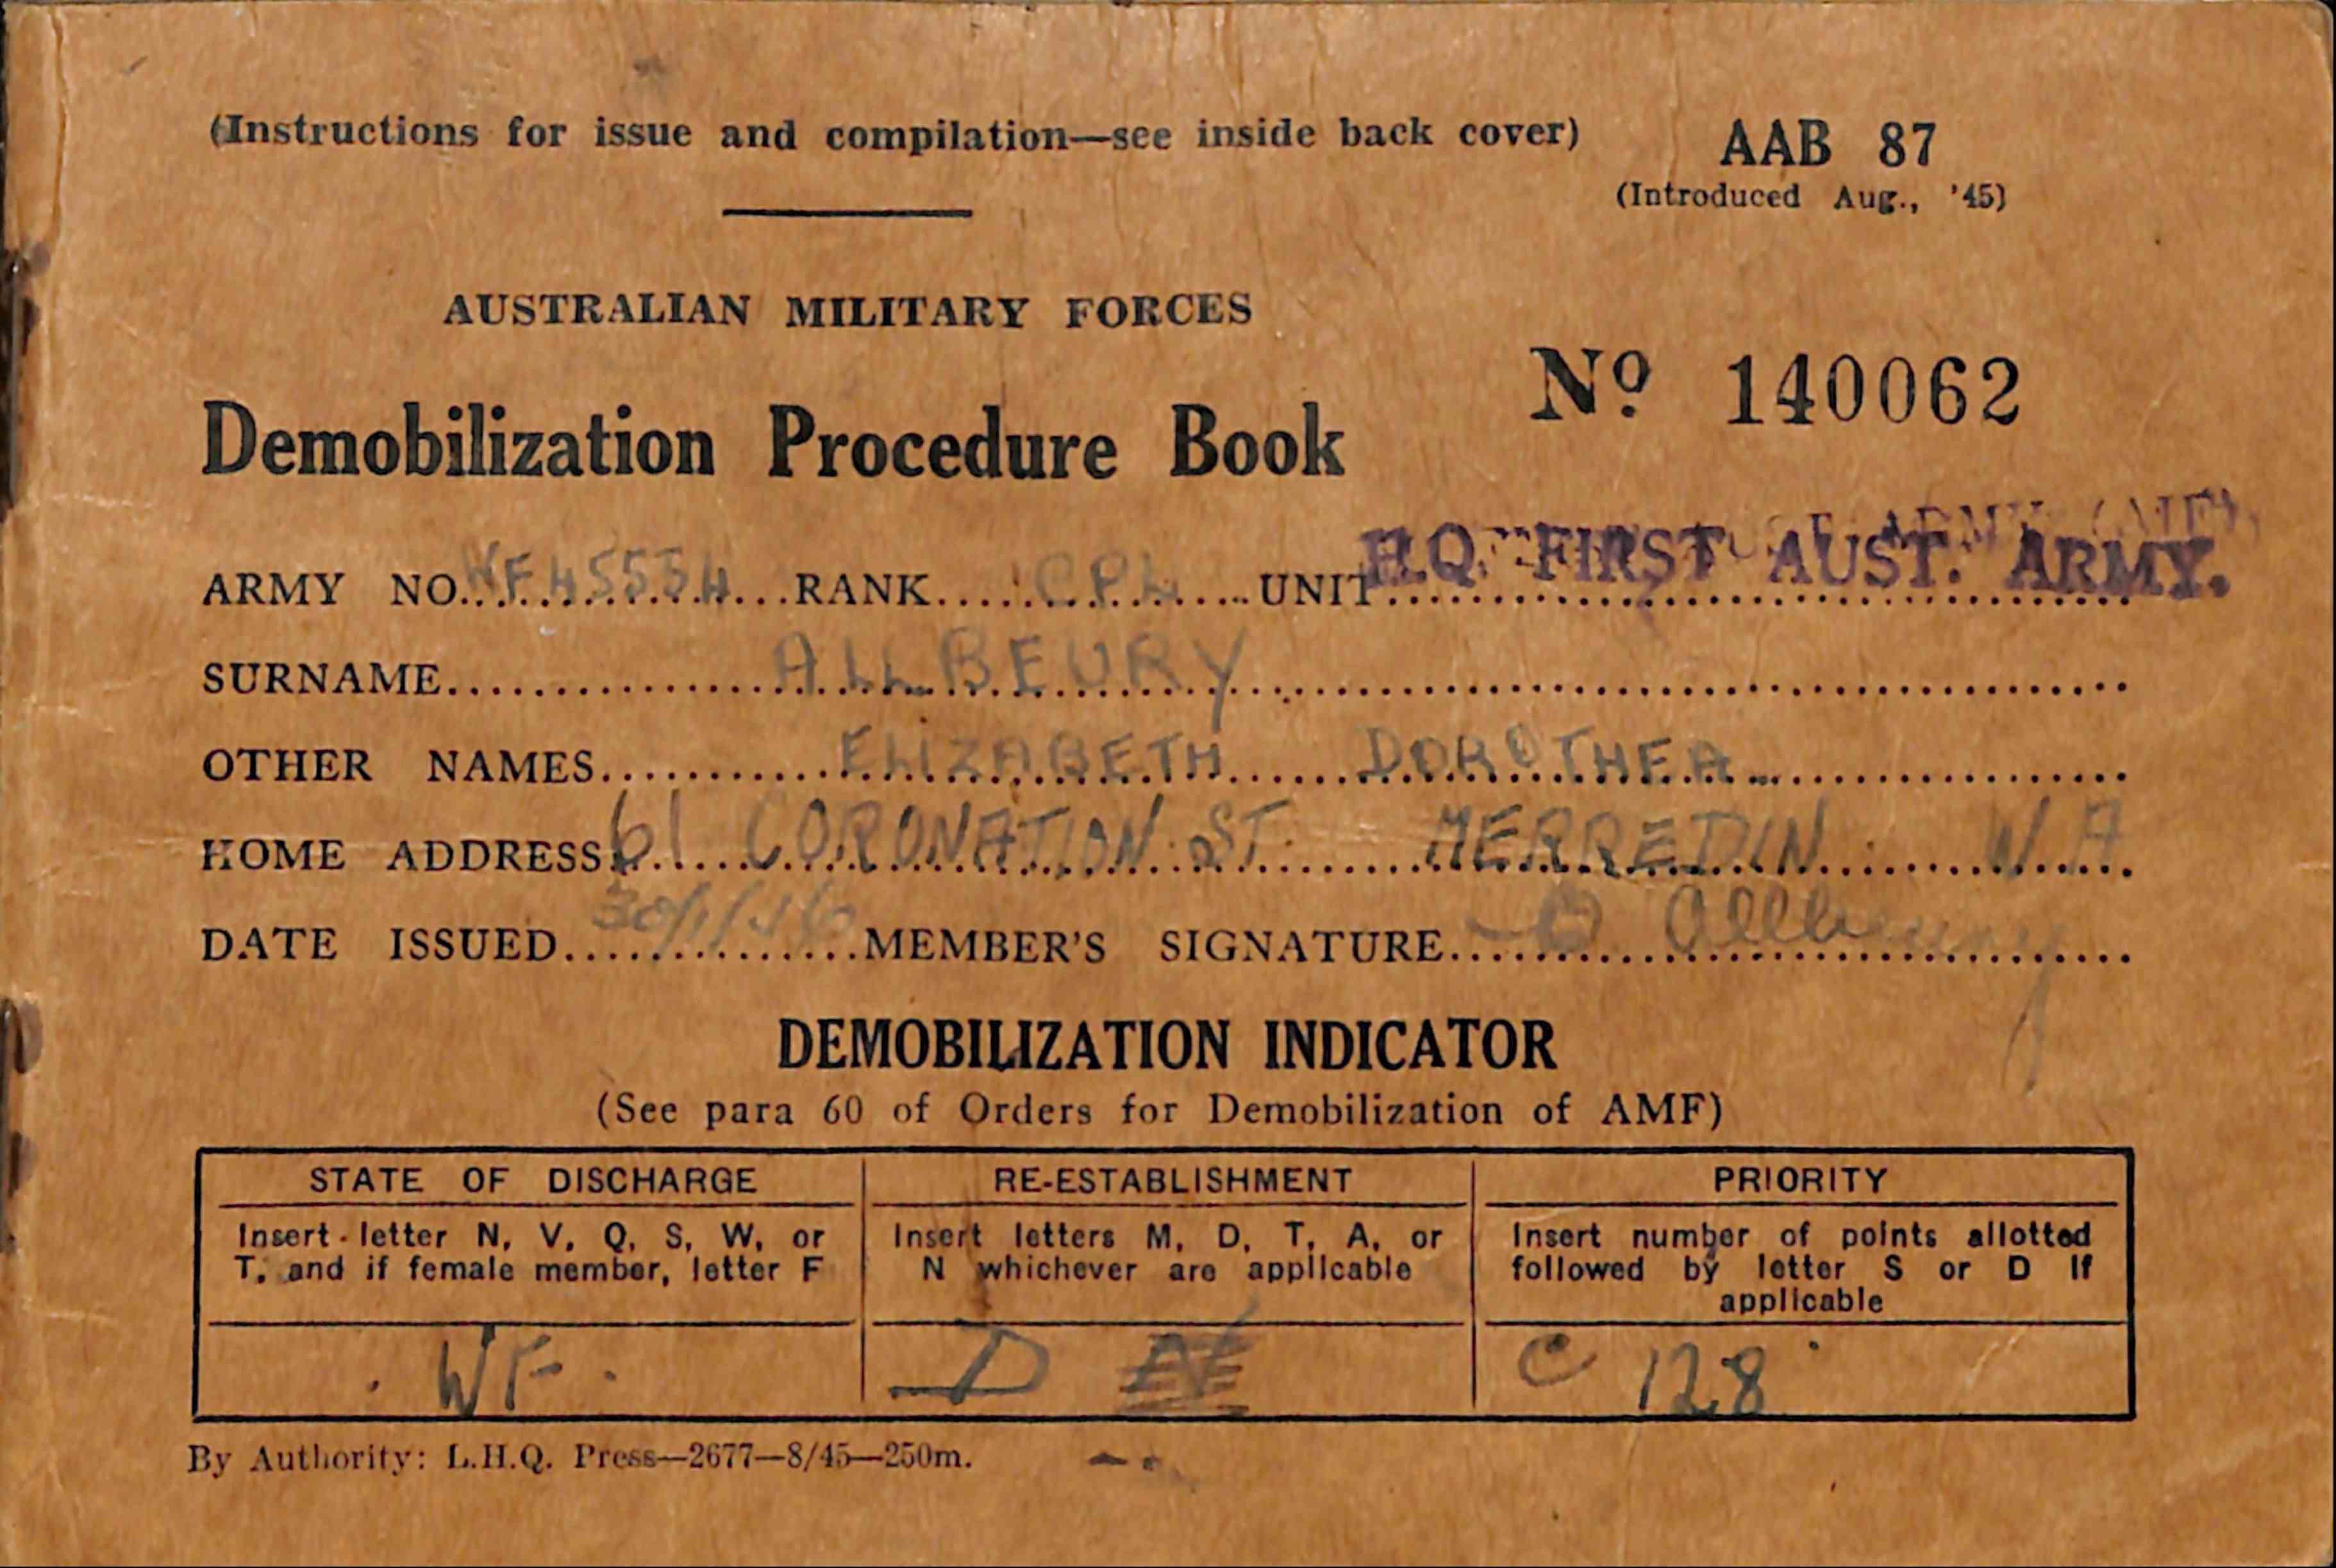 (Instructions for issue and compilation—see inside back cover)
AAB 87
(Introduced Aug., '45)
AUSTRALIAN MILITARY FORCES
Nº 140062
Demobilization Procedure Book
ARMY NO. RANK CPL UNIT H.Q. FIRST AUST. ARMY.
SURNAME ALLBEURY
OTHER NAMES ELIZABETH DOROTHEA
HOME ADDRESS 61 CORONATION ST. MERREDIN W.A
DATE ISSUED MEMBER'S SIGNATURE Allbeury
DEMOBILIZATION INDICATOR
(See para 60 of Orders for Demobilization of AMF)
STATE OF DISCHARGE
Insert letter N, V, Q, S, W, or
T, and if female member, letter F
WF
RE-ESTABLISHMENT
Insert letters M, D, T, A, or
N whichever are applicable
D
PRIORITY
Insert number of points allotted
followed by letter S or D If
applicable
C 128
By Authority: L.H.Q. Press—2677—8/45—250m.